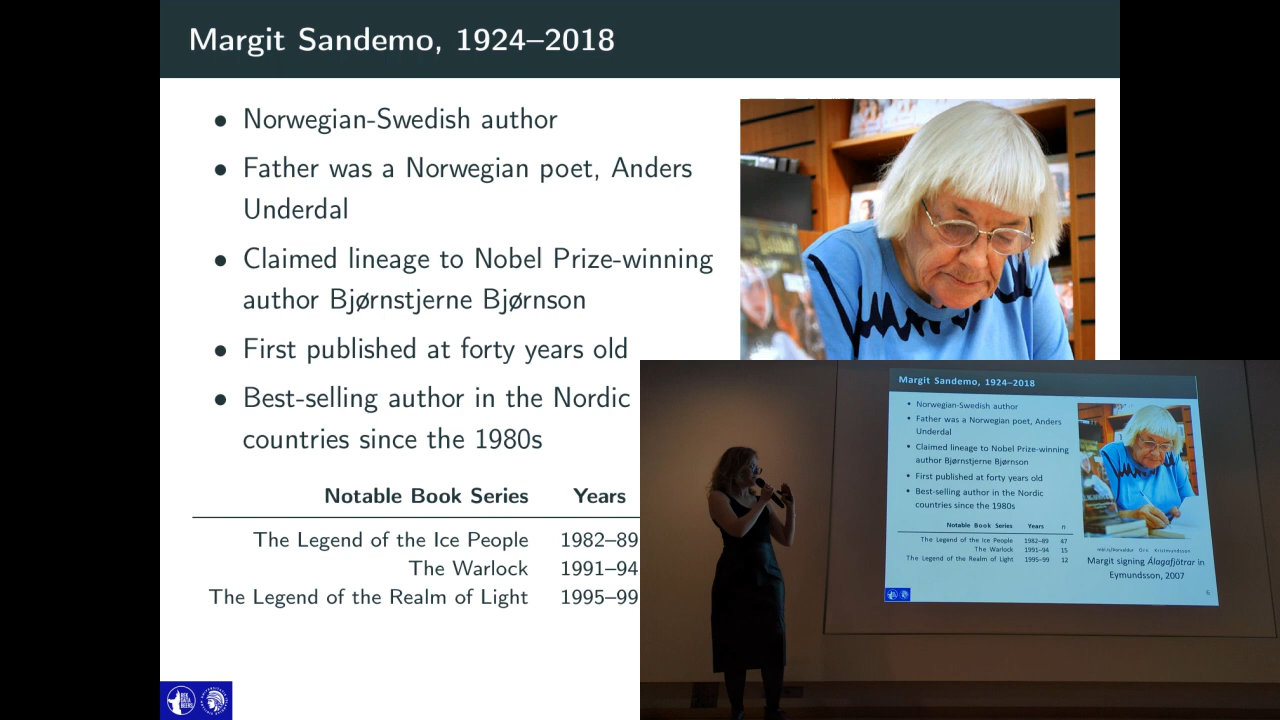 Margit Sandemo, 1924–2018
• Norwegian-Swedish author
• Father was a Norwegian poet, Anders
Underdal
• Claimed lineage to Nobel Prize-winning
author Bjørnstjerne Bjørnson
• First published at forty years old
• Best-selling author in the Nordic
countries since the 1980s
Notable Book Series Years
The Legend of the Ice People 1982–89
The Warlock 1991–94
The Legend of the Realm of Light 1995–99
Margit Sandemo, 1924–2018
• Norwegian-Swedish author
• Father was a Norwegian poet, Anders
Underdal
• Claimed lineage to Nobel Prize-winning
author Bjørnstjerne Bjørnson
• First published at forty years old
• Best-selling author in the Nordic
countries since the 1980s
Notable Book Series Years n
The Legend of the Ice People 1982–89 47
The Warlock 1991–94 15
The Legend of the Realm of Light 1995–99 12
Margit signing Álagafjötrar in
Eymundsson, 2007
6